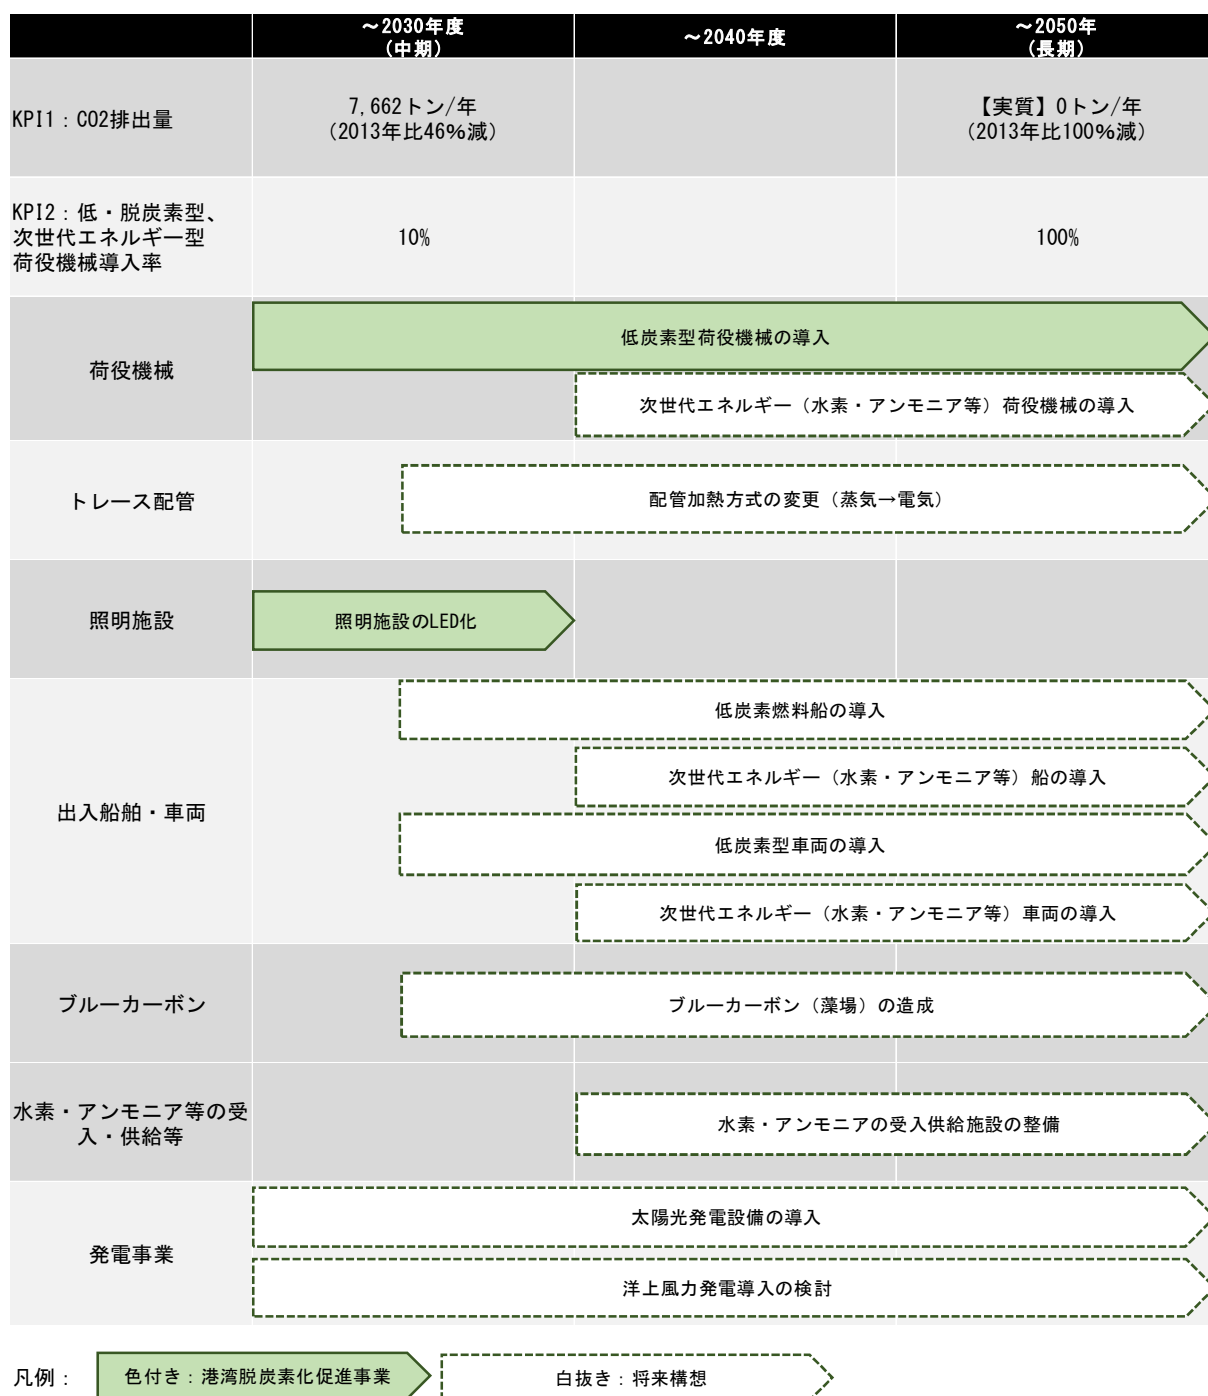 ～2030年度
（中期）
～2040年度
～2050年
（長期）
KPI1：CO2排出量
7,662トン/年
（2013年比46%減）
【実質】0トン/年
（2013年比100%減）
KPI2：低・脱炭素型、
次世代エネルギー型
荷役機械導入率
10%
100%
荷役機械
低炭素型荷役機械の導入
次世代エネルギー（水素・アンモニア等）荷役機械の導入
トレース配管
配管加熱方式の変更（蒸気→電気）
照明施設
照明施設のLED化
出入船舶・車両
低炭素燃料船の導入
次世代エネルギー（水素・アンモニア等）船の導入
低炭素型車両の導入
次世代エネルギー（水素・アンモニア等）車両の導入
ブルーカーボン
ブルーカーボン（藻場）の造成
水素・アンモニア等の受
入・供給等
水素・アンモニアの受入供給施設の整備
発電事業
太陽光発電設備の導入
洋上風力発電導入の検討
凡例：
色付き：港湾脱炭素化促進事業
白抜き：将来構想